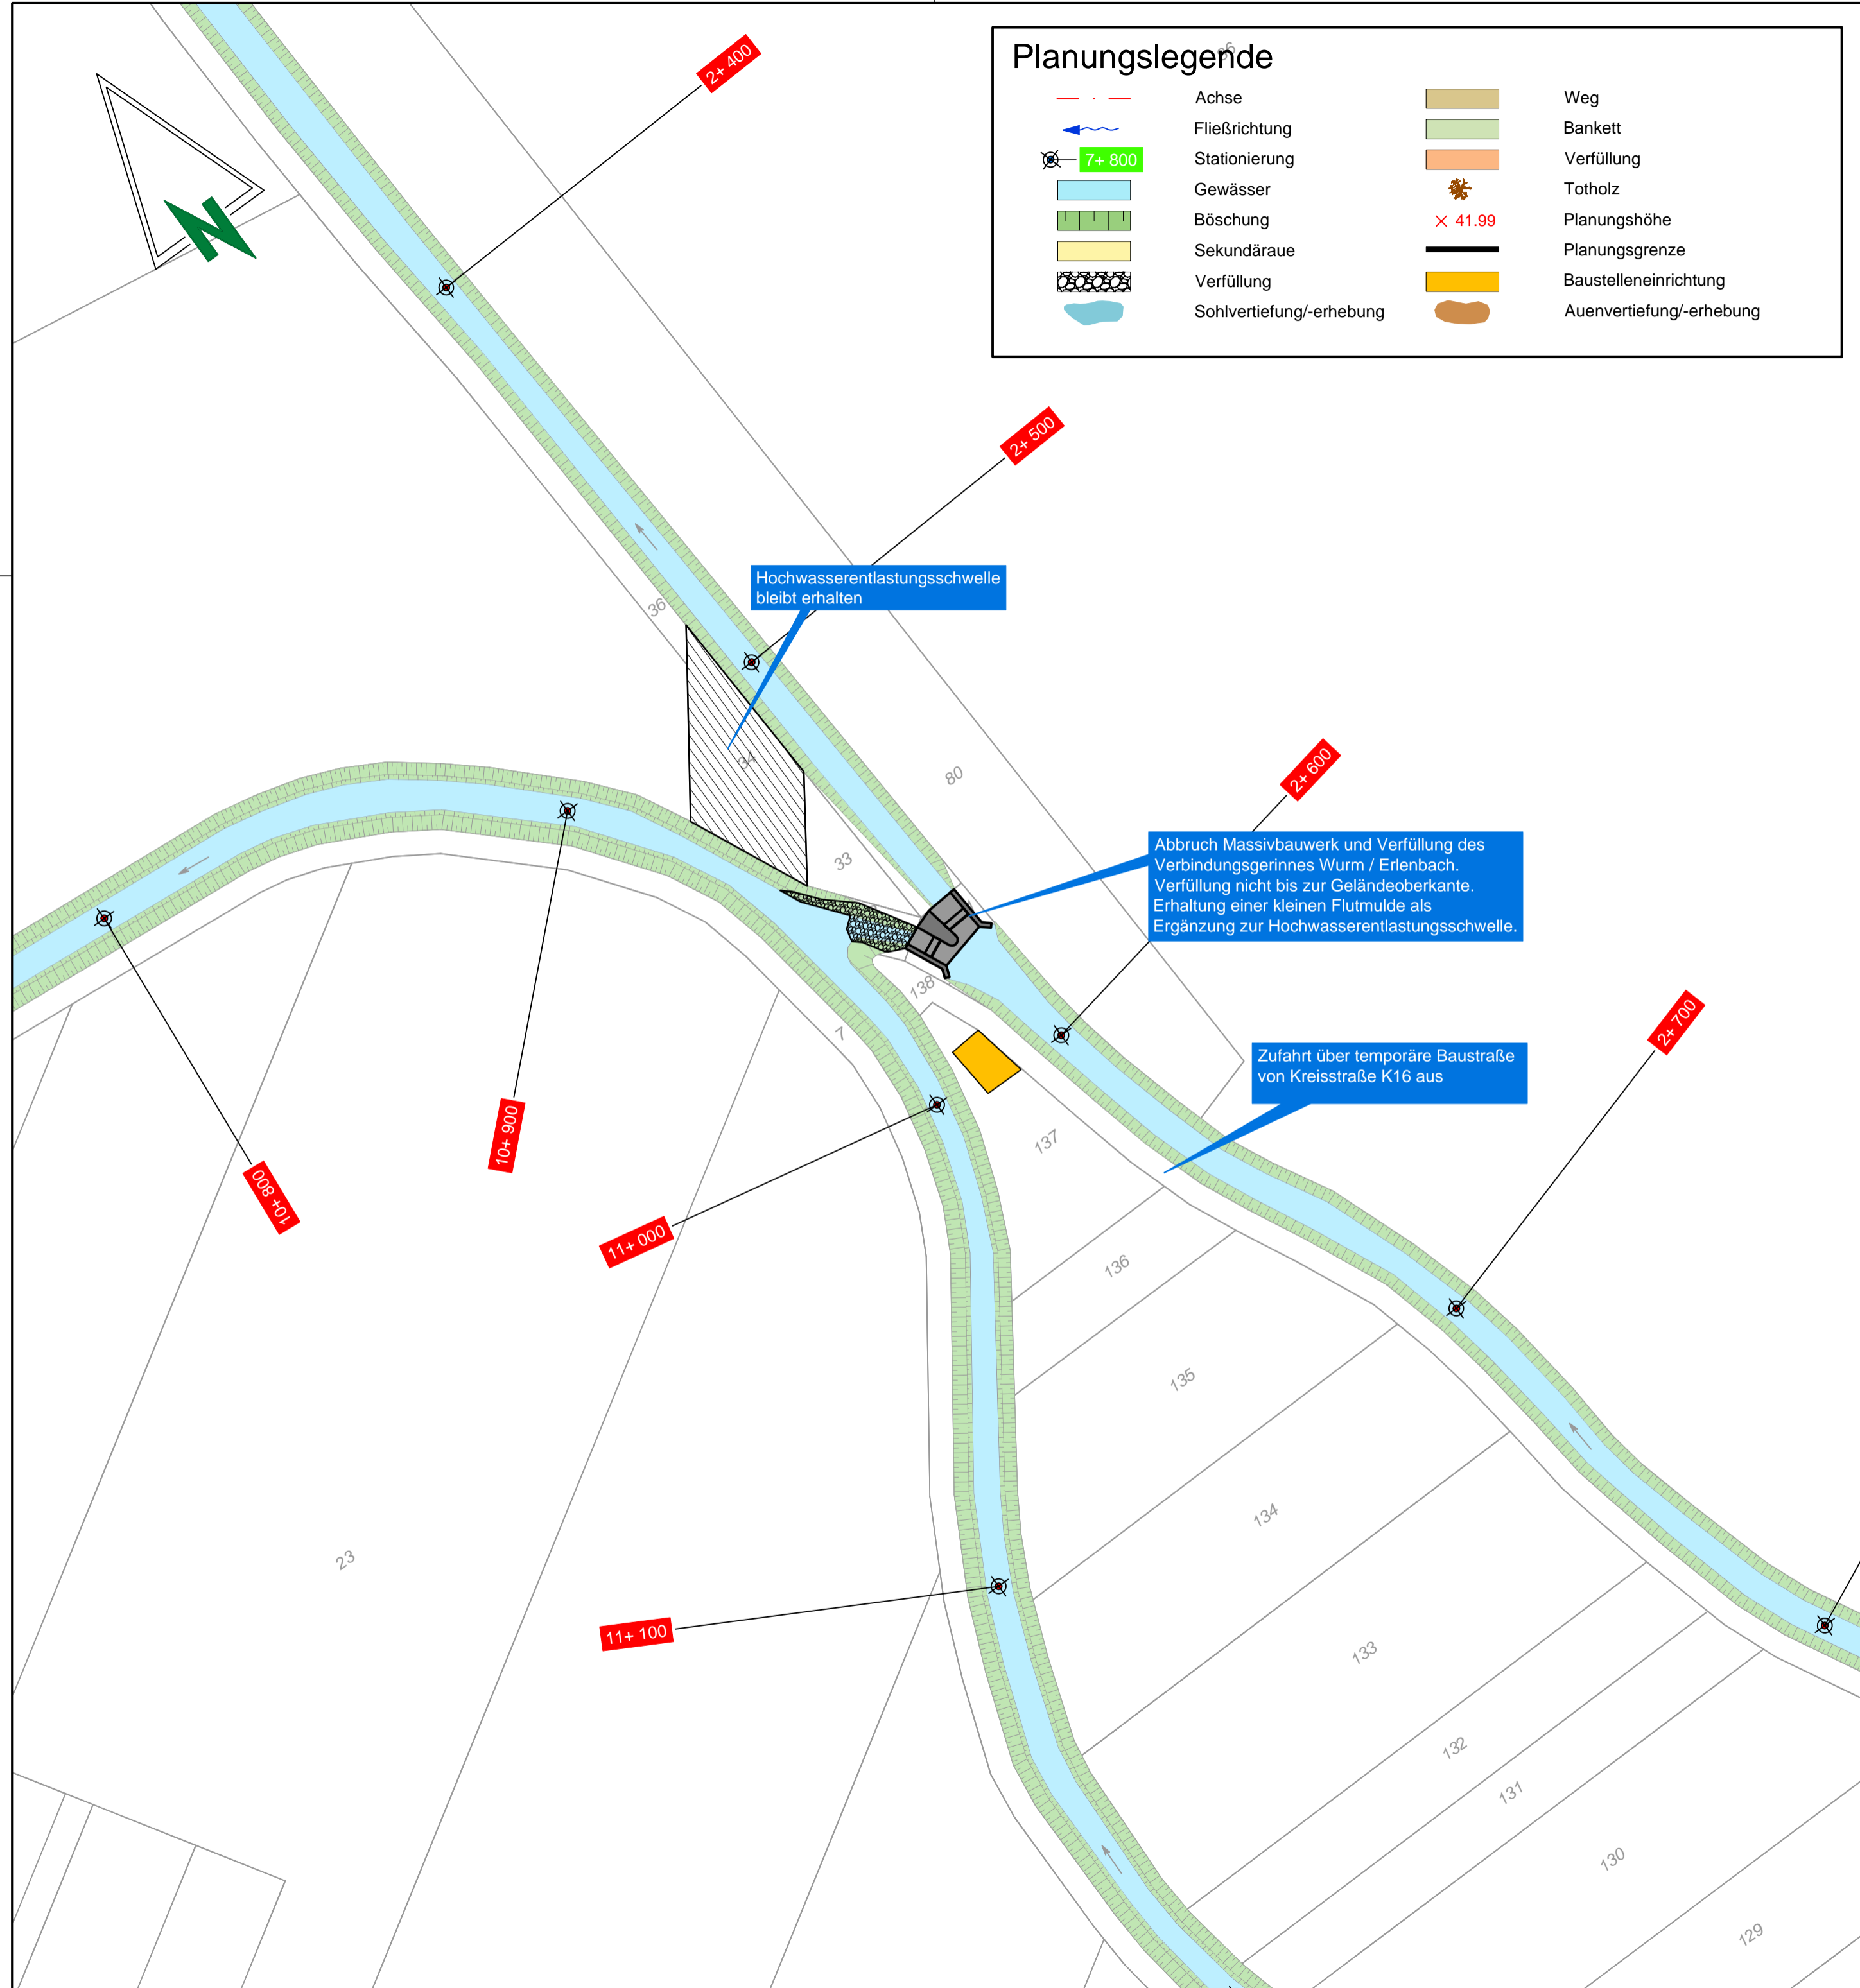 Planungslegende
86
Achse
Fließrichtung
7+ 800
Stationierung
Gewässer
Böschung
Sekundäraue
Verfüllung
Sohlvertiefung/-erhebung
Weg
Bankett
Verfüllung
Totholz
41.99
Planungshöhe
Planungsgrenze
Baustelleneinrichtung
Auenvertiefung/-erhebung
N
2+ 400
2+ 500
Hochwasserentlastungsschwelle
bleibt erhalten
36
34
80
33
2+ 600
Abbruch Massivbauwerk und Verfüllung des
Verbindungsgerinnes Wurm / Erlenbach.
Verfüllung nicht bis zur Geländeoberkante.
Erhaltung einer kleinen Flutmulde als
Ergänzung zur Hochwasserentlastungsschwelle.
138
7
2+ 700
Zufahrt über temporäre Baustraße
von Kreisstraße K16 aus
10+ 800
10+ 900
11+ 000
137
136
135
134
23
11+ 100
133
132
131
130
129